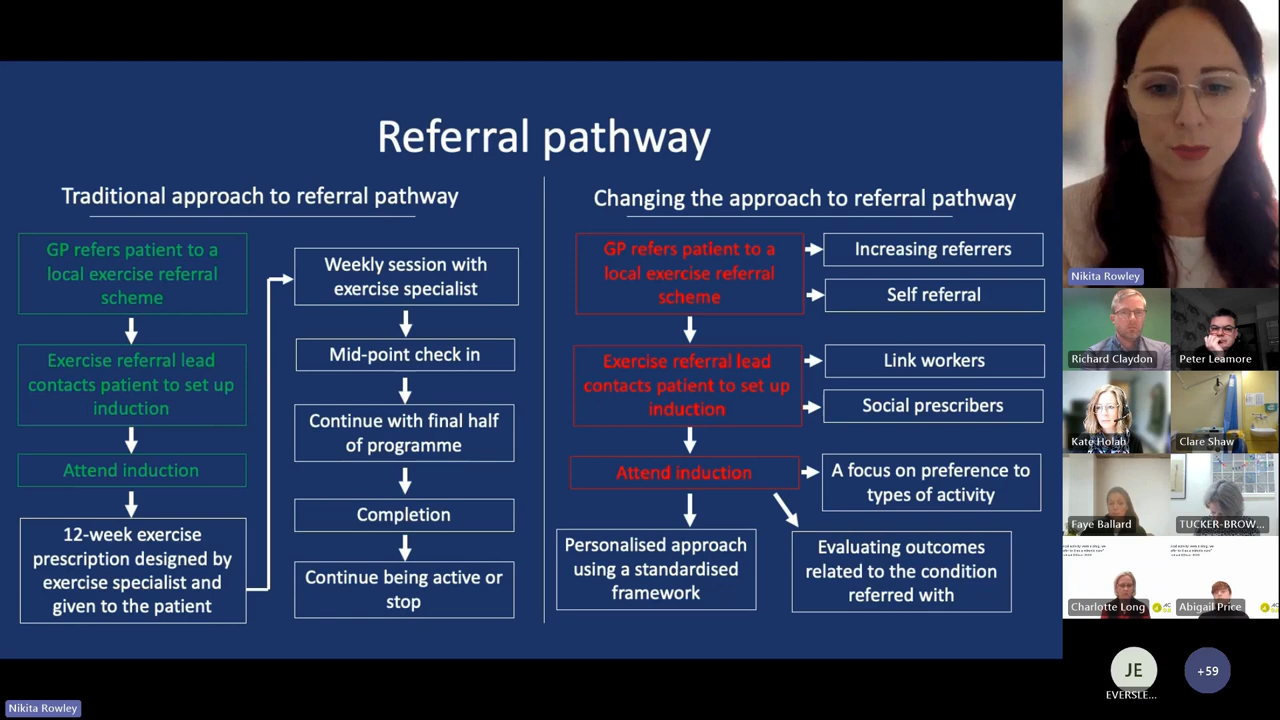 Referral pathway
Traditional approach to referral pathway
GP refers patient to a
local exercise referral
scheme
Exercise referral lead
contacts patient to set up
induction
Attend induction
12-week exercise
prescription designed by
exercise specialist and
given to the patient
Weekly session with
exercise specialist
Mid-point check in
Continue with final half
of programme
Completion
Continue being active or
stop
Changing the approach to referral pathway
GP refers patient to a
local exercise referral
scheme
Increasing referrers
Self referral
Exercise referral lead
contacts patient to set up
induction
Link workers
Social prescribers
Attend induction
A focus on preference to
types of activity
Personalised approach
using a standardised
framework
Evaluating outcomes
related to the condition
referred with
Nikita Rowley
Richard Claydon
Peter Leamore
Kate Holah
Clare Shaw
Faye Ballard
TUCKER-BROW...
Charlotte Long
Abigail Price
JE
EVERSLE...
+59
Nikita Rowley